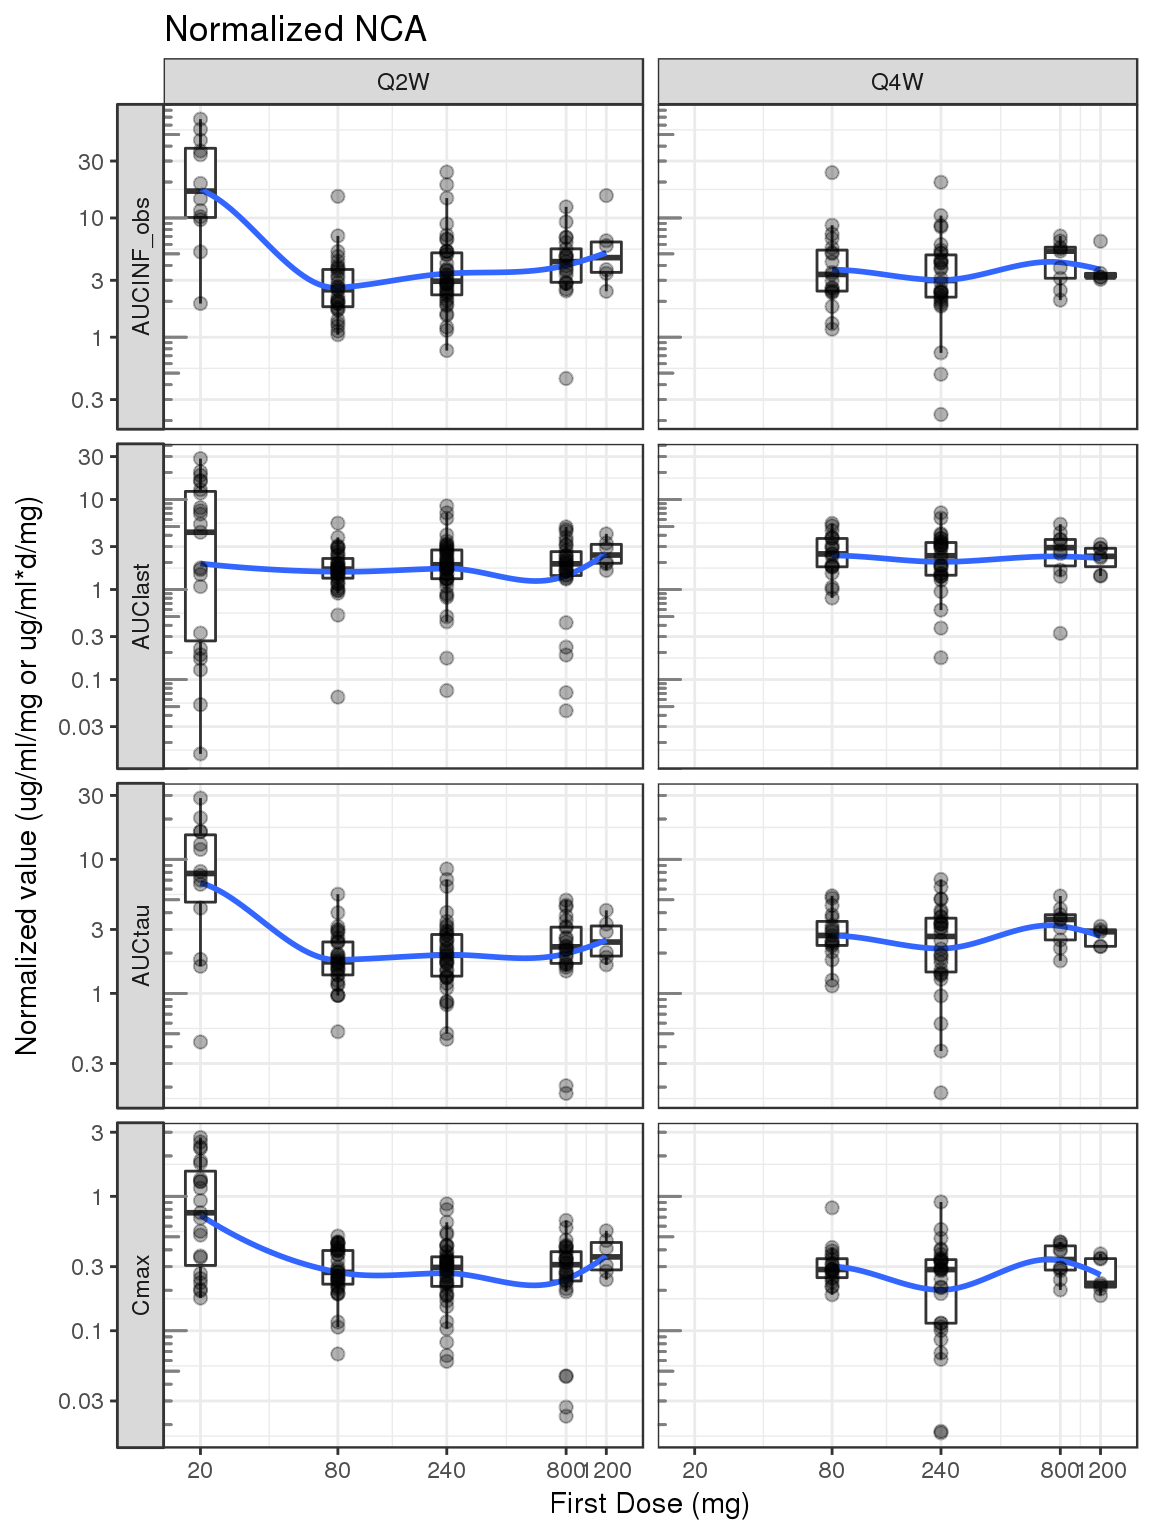 Normalized NCA
Q2W
Q4W
Normalized value (ug/ml/mg or ug/ml*d/mg)
AUCINF_obs
30
10
3
1
0.3
AUClast
30
10
3
1
0.3
0.1
0.03
AUCtau
30
10
3
1
0.3
Cmax
3
1
0.3
0.1
0.03
20 80 240 800 1200 20 80 240 800 1200
First Dose (mg)